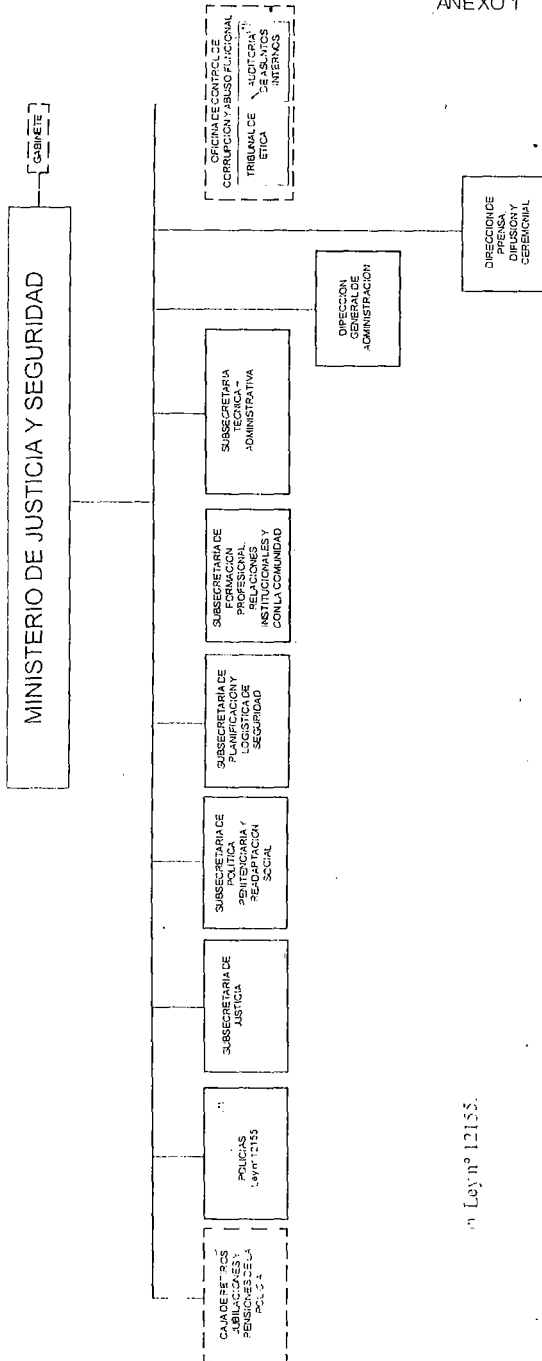 ANEXO 1
MINISTERIO DE JUSTICIA Y SEGURIDAD
GABINETE
CAJA DE RETIROS
JUBILACIONES Y
PENSIONES DE LA
POLICIA
POLICIAS
Ley nº 12155
SUBSECRETARIA DE
JUSTICIA
SUBSECRETARIA DE
POLITICA
PENITENCIARIA Y
READAPTACION
SOCIAL
SUBSECRETARÍA DE
PLANIFICACION Y
LOGISTICA DE
SEGURIDAD
SUBSECRETARÍA DE
FORMACION
PROFESIONAL,
RELACIONES
INSTITUCIONALES Y
CON LA COMUNIDAD
SUBSECRETARIA
TECNICA –
ADMINISTRATIVA
OFICINA DE CONTROL DE
CORRUPCION Y ABUSO FUNCIONAL
TRIBUNAL DE
ETICA
AUDITORIA
DE ASUNTOS
INTERNOS
DIRECCION
GENERAL DE
ADMINISTRACION
DIRECCION DE
PRENSA,
DIFUSION Y
CEREMONIAL
Ley nº 12155.